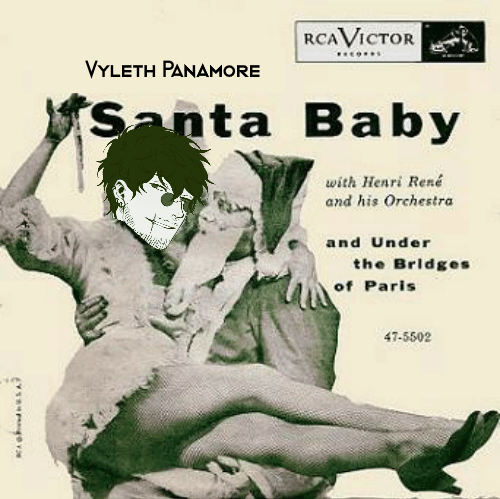 RCA VICTOR
RECORDS
VYLETH PANAMORE
Santa Baby
with Henri René
and his Orchestra
and Under
the Bridges
of Paris
47-5502